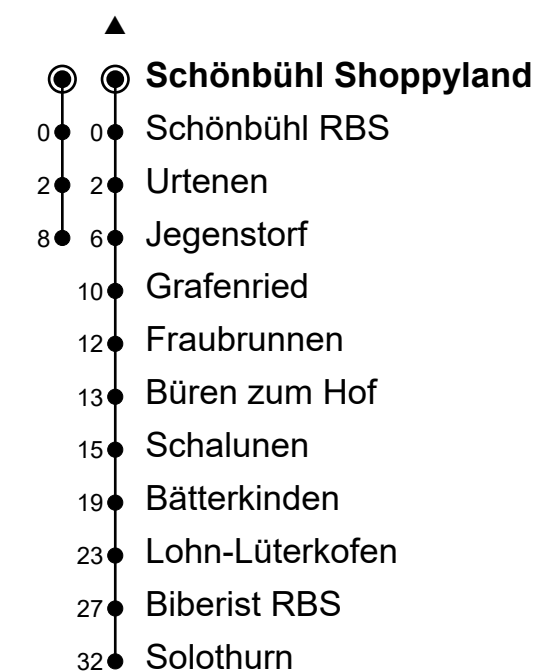 Schönbühl Shoppyland
0 0 Schönbühl RBS
2 2 Urtenen
8 6 Jegenstorf
10 Grafenried
12 Fraubrunnen
13 Büren zum Hof
15 Schalunen
19 Bätterkinden
23 Lohn-Lüterkofen
27 Biberist RBS
32 Solothurn